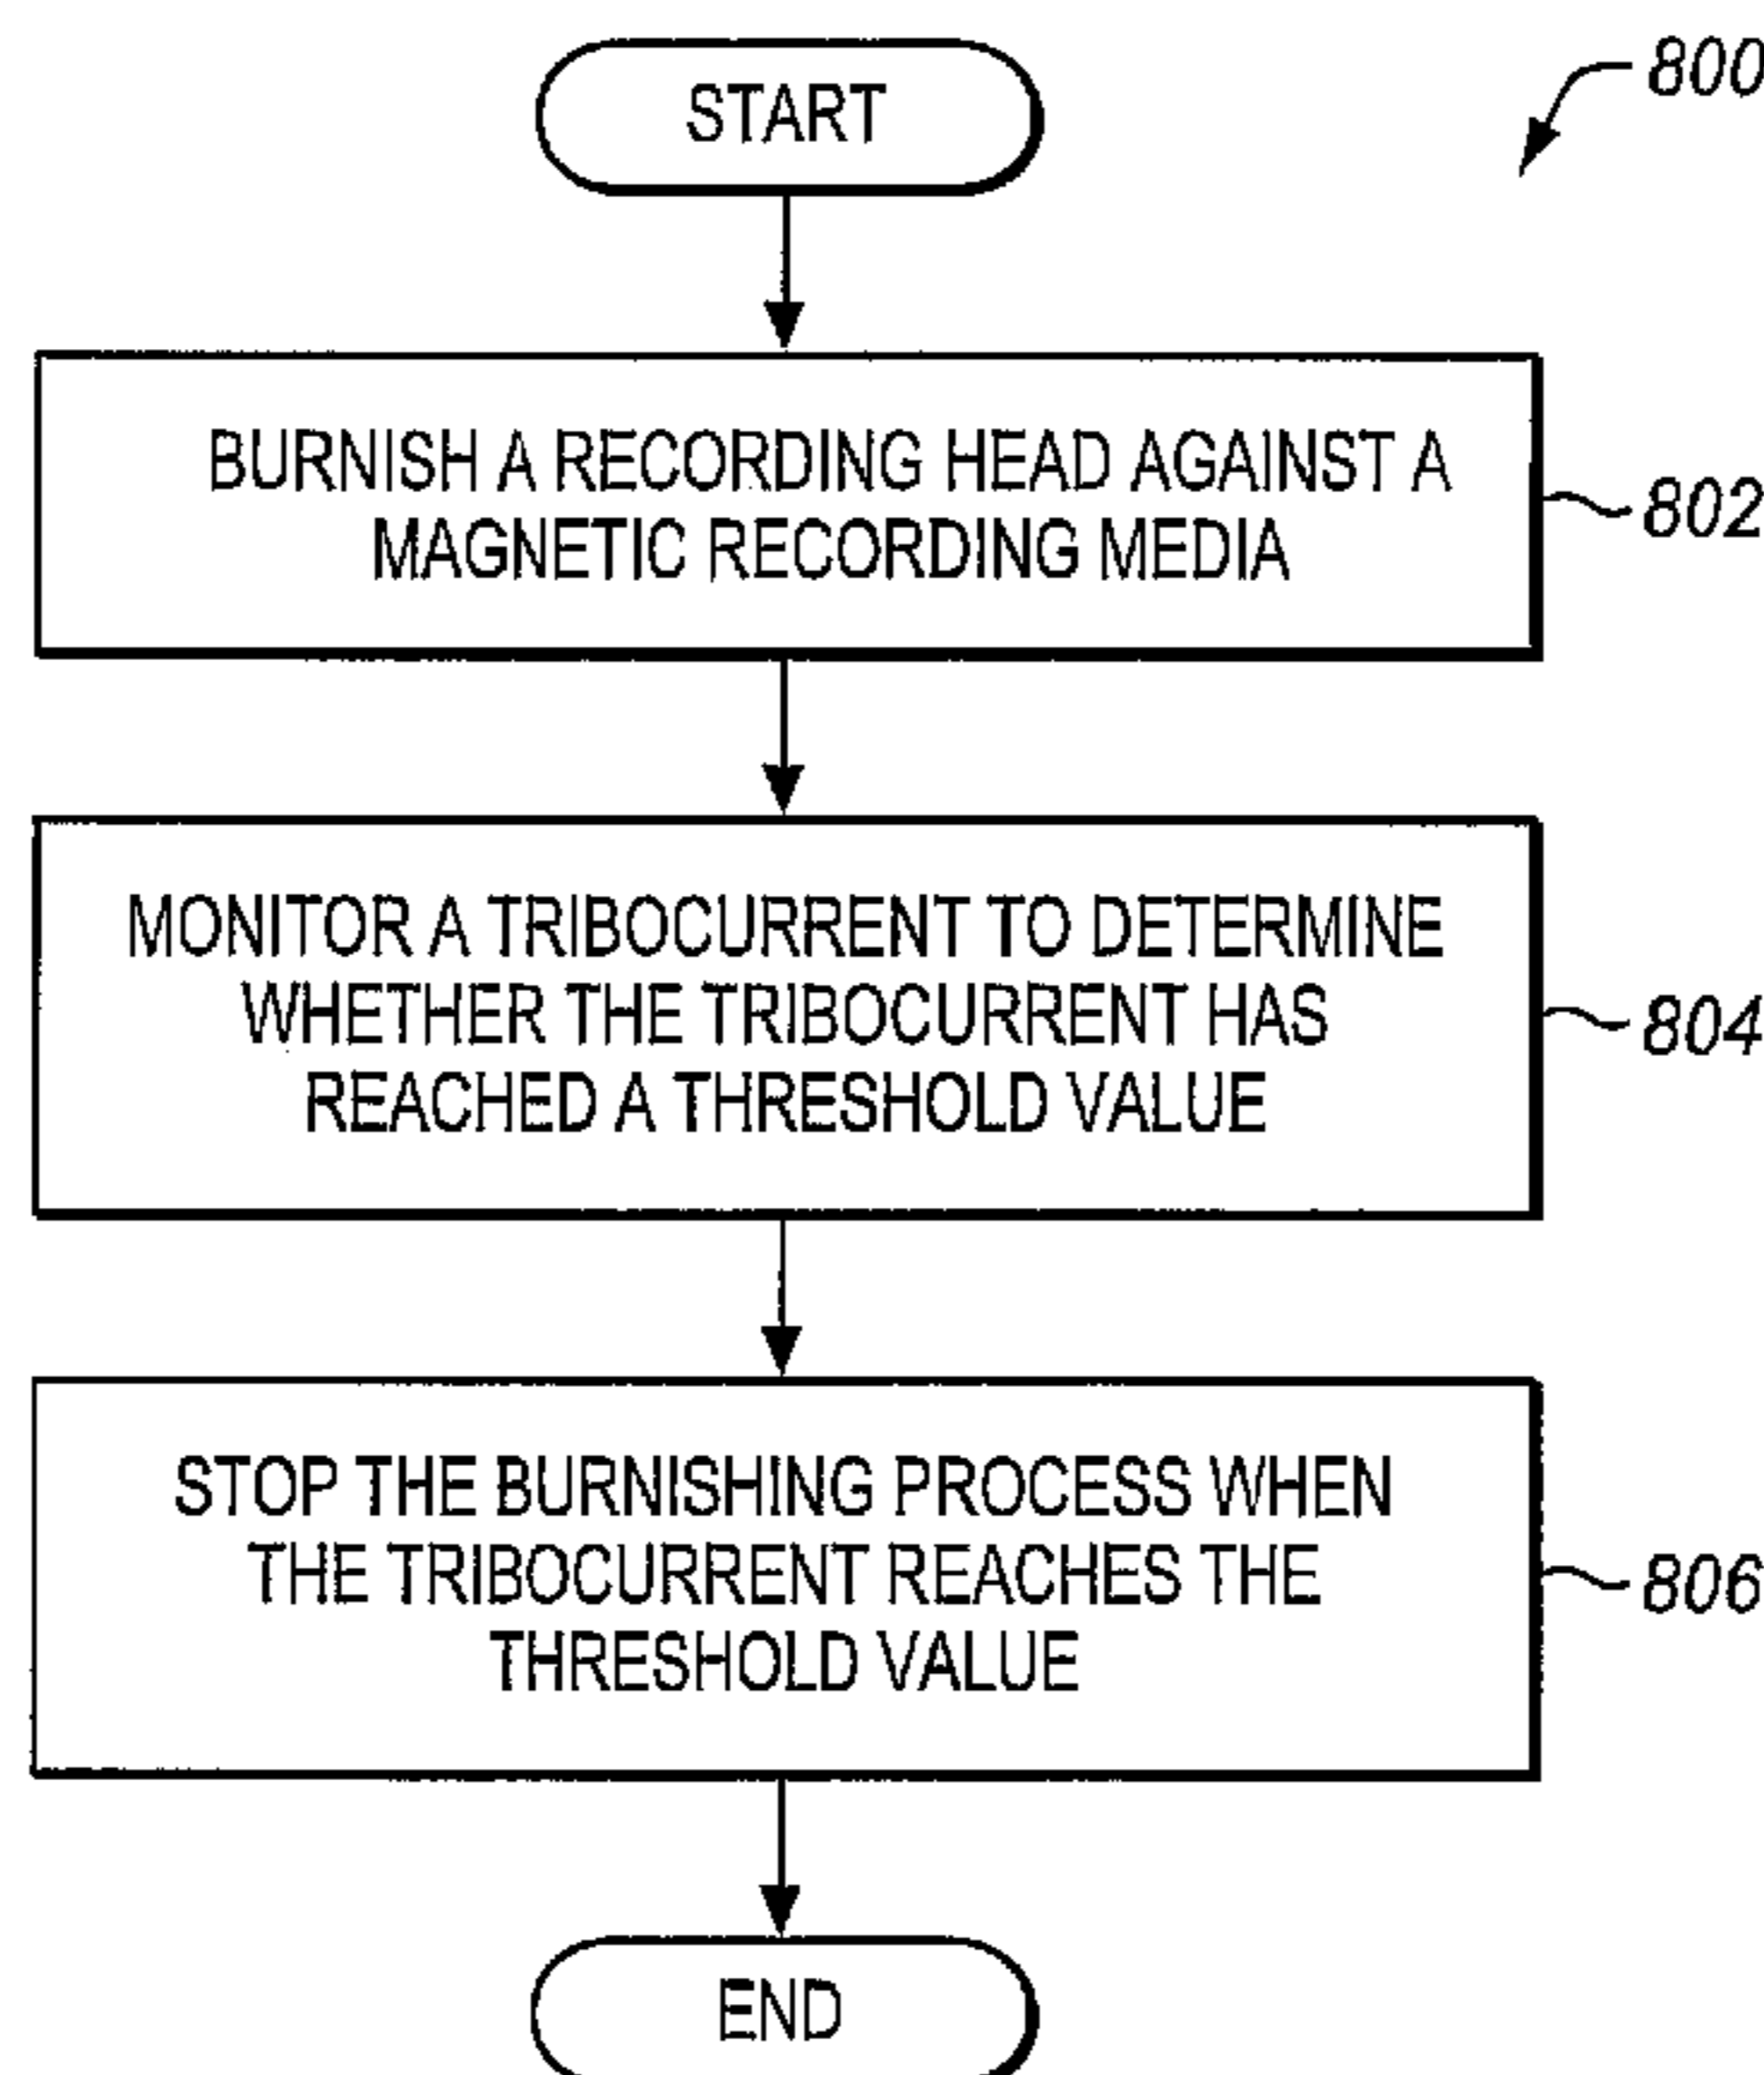 START
800
BURNISH A RECORDING HEAD AGAINST A
MAGNETIC RECORDING MEDIA
802
MONITOR A TRIBOCURRENT TO DETERMINE
WHETHER THE TRIBOCURRENT HAS
REACHED A THRESHOLD VALUE
804
STOP THE BURNISHING PROCESS WHEN
THE TRIBOCURRENT REACHES THE
THRESHOLD VALUE
806
END